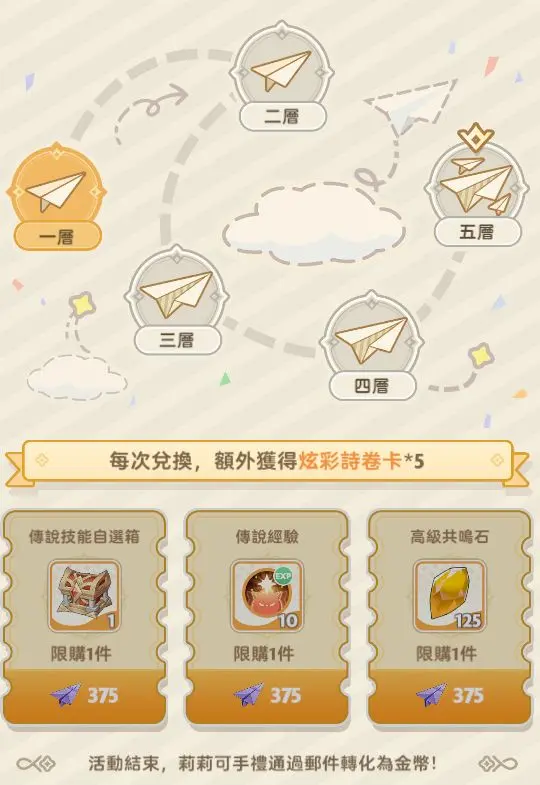 二層
一層
五層
三層
四層
每次兌換，額外獲得炫彩詩卷卡*5
傳說技能自選箱
傳說經驗
高級共鳴石
EXP
1
10
125
限購1件
限購1件
限購1件
375
375
375
活動結束，莉莉可手禮通過郵件轉化為金幣！